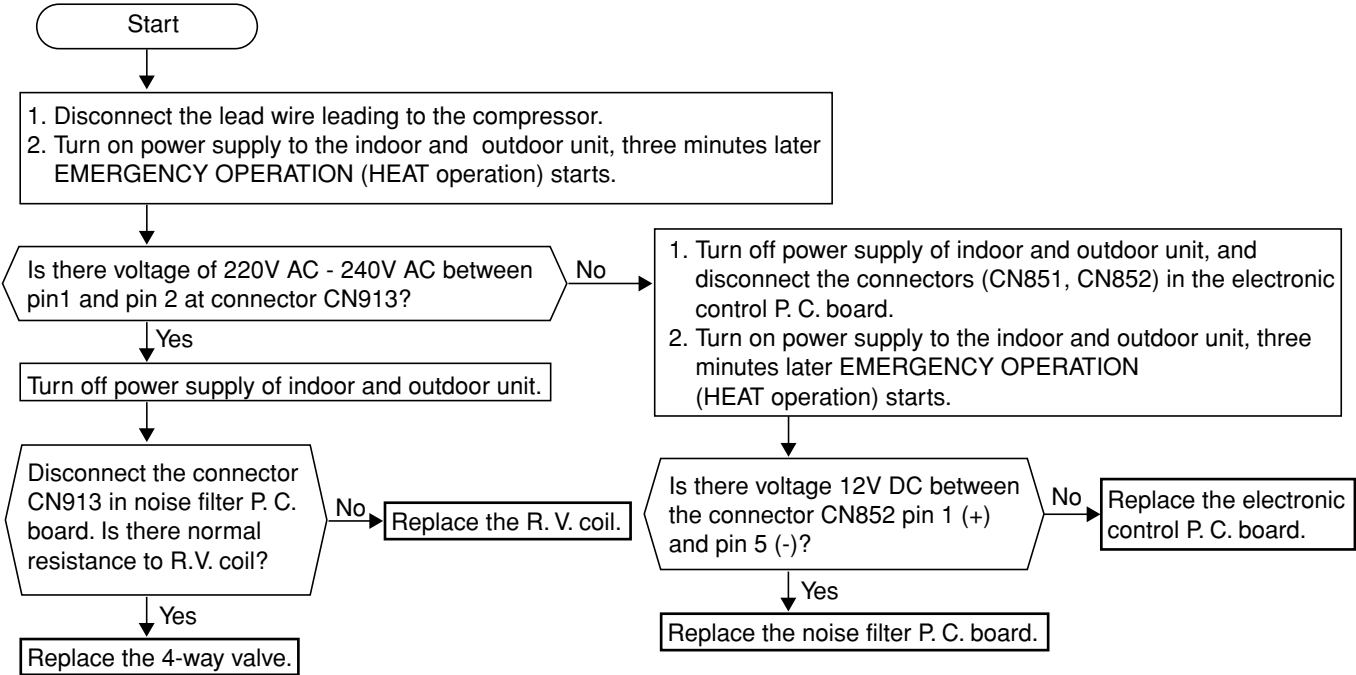 Start
1. Disconnect the lead wire leading to the compressor.
2. Turn on power supply to the indoor and outdoor unit, three minutes later
EMERGENCY OPERATION (HEAT operation) starts.
Is there voltage of 220V AC - 240V AC between
pin1 and pin 2 at connector CN913?
No
1. Turn off power supply of indoor and outdoor unit, and
disconnect the connectors (CN851, CN852) in the electronic
control P. C. board.
2. Turn on power supply to the indoor and outdoor unit, three
minutes later EMERGENCY OPERATION
(HEAT operation) starts.
Yes
Turn off power supply of indoor and outdoor unit.
Disconnect the connector
CN913 in noise filter P. C.
board. Is there normal
resistance to R.V. coil?
No
Replace the R. V. coil.
Is there voltage 12V DC between
the connector CN852 pin 1 (+)
and pin 5 (-)?
No
Replace the electronic
control P. C. board.
Yes
Replace the 4-way valve.
Yes
Replace the noise filter P. C. board.